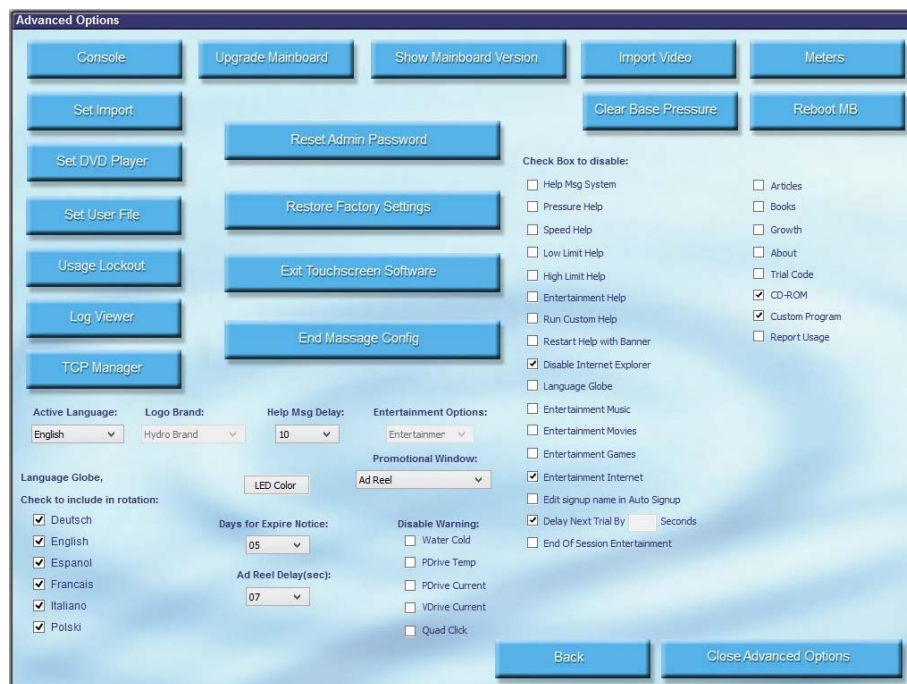 Advanced Options
Console
Upgrade Mainboard
Show Mainboard Version
Import Video
Meters
Set Import
Clear Base Pressure
Reboot MB
Reset Admin Password
Set DVD Player
Set User File
Restore Factory Settings
Usage Lockout
Exit Touchscreen Software
Log Viewer
End Massage Config
TCP Manager
Check Box to disable:
Help Msg System
Pressure Help
Speed Help
Low Limit Help
High Limit Help
Entertainment Help
Run Custom Help
Restart Help with Banner
Disable Internet Explorer
Language Globe
Entertainment Music
Entertainment Movies
Entertainment Games
Entertainment Internet
Edit signup name in Auto Signup
Delay Next Trial By Seconds
End Of Session Entertainment
Articles
Books
Growth
About
Trial Code
CD-ROM
Custom Program
Report Usage
Active Language:
English
Logo Brand:
Hydro Brand
Help Msg Delay:
10
Entertainment Options:
Entertainmer
Promotional Window:
Ad Reel
Language Globe,
Check to include in rotation:
Deutsch
English
Espanol
Francais
Italiano
Polski
LED Color
Days for Expire Notice:
05
Ad Reel Delay(sec):
07
Disable Warning:
Water Cold
PDrive Temp
PDrive Current
VDrive Current
Quad Click
Back
Close Advanced Options